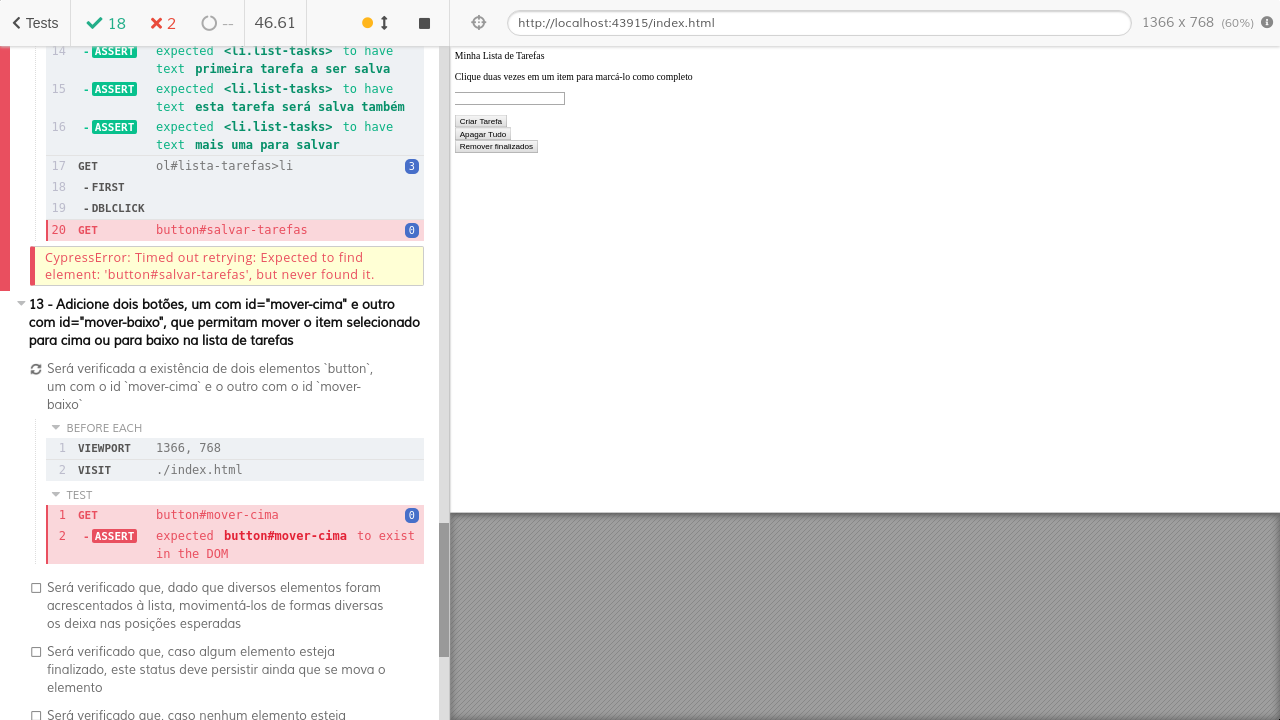 Tests
18
2
--
46.61
http://localhost:43915/index.html
1366 x 768 (60%)
14 - ASSERT expected <li.list-tasks> to have
text primeira tarefa a ser salva
15 - ASSERT expected <li.list-tasks> to have
text esta tarefa será salva também
16 - ASSERT expected <li.list-tasks> to have
text mais uma para salvar
17 GET ol#lista-tarefas>li 3
18 - FIRST
19 - DBLCLICK
20 GET button#salvar-tarefas 0
CypressError: Timed out retrying: Expected to find
element: 'button#salvar-tarefas', but never found it.
13 - Adicione dois botões, um com id="mover-cima" e outro
com id="mover-baixo", que permitam mover o item selecionado
para cima ou para baixo na lista de tarefas
Será verificada a existência de dois elementos `button`,
um com o id `mover-cima` e o outro com o id `mover-
baixo`
BEFORE EACH
1 VIEWPORT 1366, 768
2 VISIT ./index.html
TEST
1 GET button#mover-cima 0
2 - ASSERT expected button#mover-cima to exist
in the DOM
Será verificado que, dado que diversos elementos foram
acrescentados à lista, movimentá-los de formas diversas
os deixa nas posições esperadas
Será verificado que, caso algum elemento esteja
finalizado, este status deve persistir ainda que se mova o
elemento
Será verificado que, caso nenhum elemento esteja
Minha Lista de Tarefas
Clique duas vezes em um item para marcá-lo como completo
Criar Tarefa
Apagar Tudo
Remover finalizados